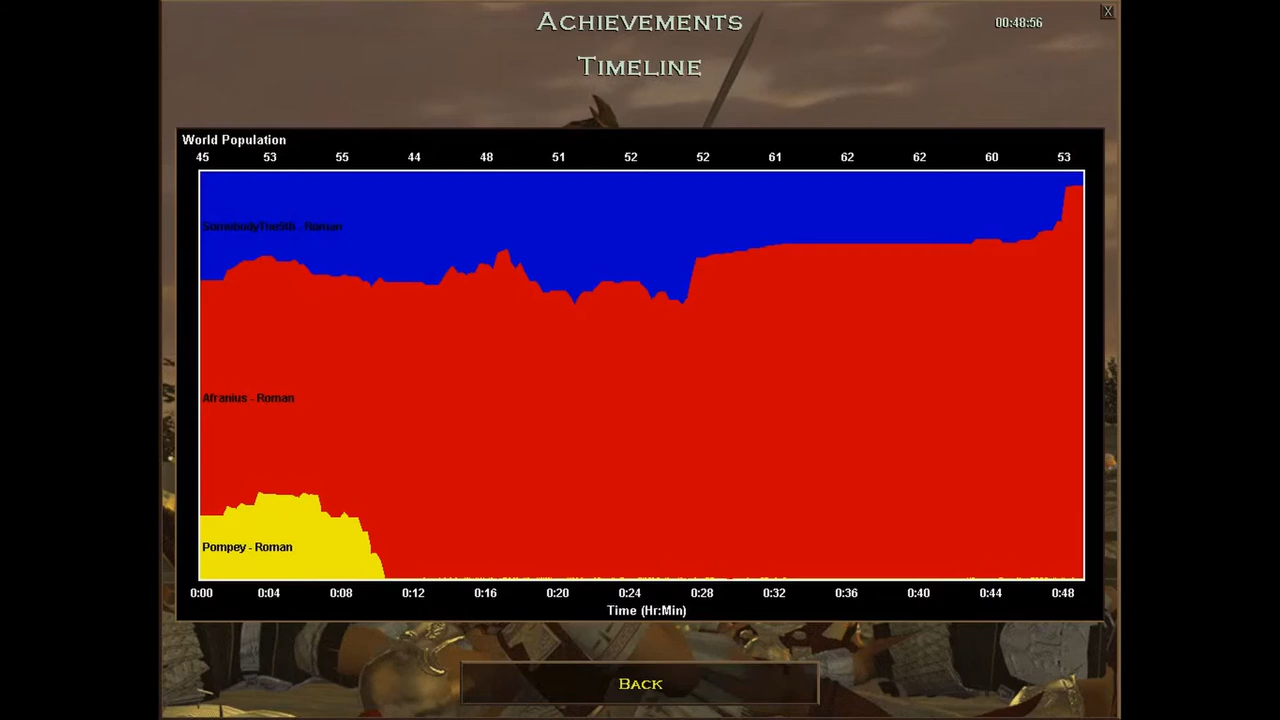 Achievements
00:48:56
X
Timeline
World Population
45 53 55 44 48 51 52 52 61 62 62 60 53
SomebodyThe5th - Roman
Afranius - Roman
Pompey - Roman
0:00 0:04 0:08 0:12 0:16 0:20 0:24 0:28 0:32 0:36 0:40 0:44 0:48
Time (Hr:Min)
Back